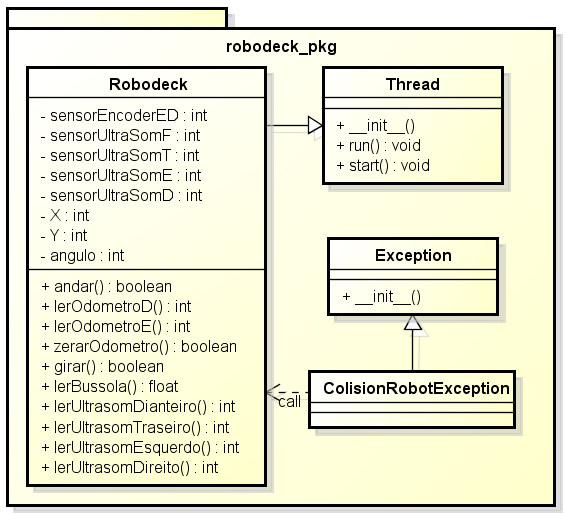 robodeck_pkg
Robodeck
- sensorEncoderED : int
- sensorUltraSomF : int
- sensorUltraSomT : int
- sensorUltraSomE : int
- sensorUltraSomD : int
- X : int
- Y : int
- angulo : int
+ andar() : boolean
+ lerOdometroD() : int
+ lerOdometroE() : int
+ zerarOdometro() : boolean
+ girar() : boolean
+ lerBussola() : float
+ lerUltrasomDianteiro() : int
+ lerUltrasomTraseiro() : int
+ lerUltrasomEsquerdo() : int
+ lerUltrasomDireito() : int
Thread
+ __init__()
+ run() : void
+ start() : void
Exception
+ __init__()
ColisionRobotException
call